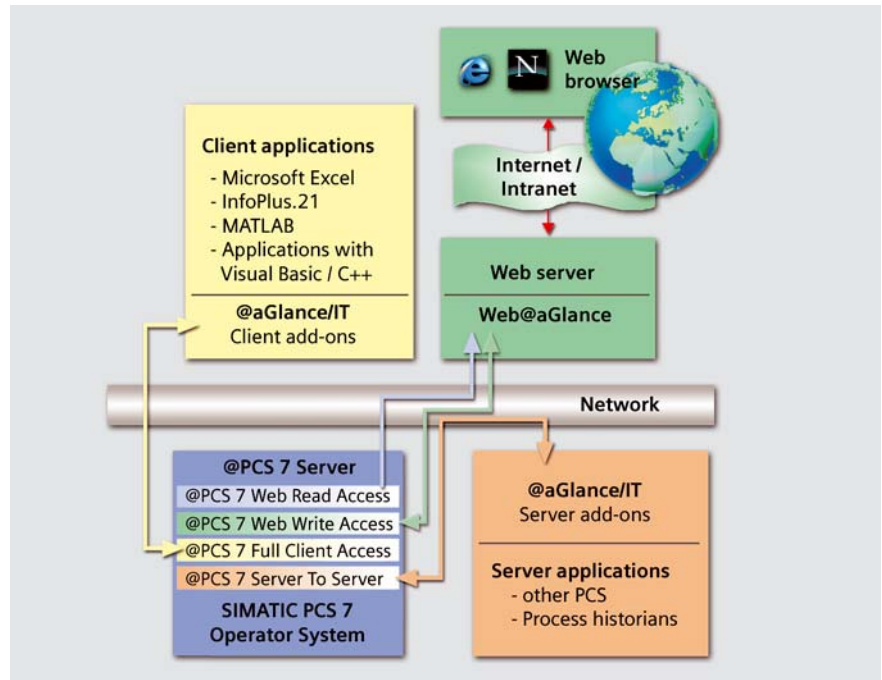 N
Web
browser
Client applications
- Microsoft Excel
- InfoPlus.21
- MATLAB
- Applications with
Visual Basic / C++
@aGlance/IT
Client add-ons
Internet /
Intranet
Web server
Web@aGlance
Network
@PCS 7 Server
@PCS 7 Web Read Access
@PCS 7 Web Write Access
@PCS 7 Full Client Access
@PCS 7 Server To Server
SIMATIC PCS 7
Operator System
@aGlance/IT
Server add-ons
Server applications
- other PCS
- Process historians